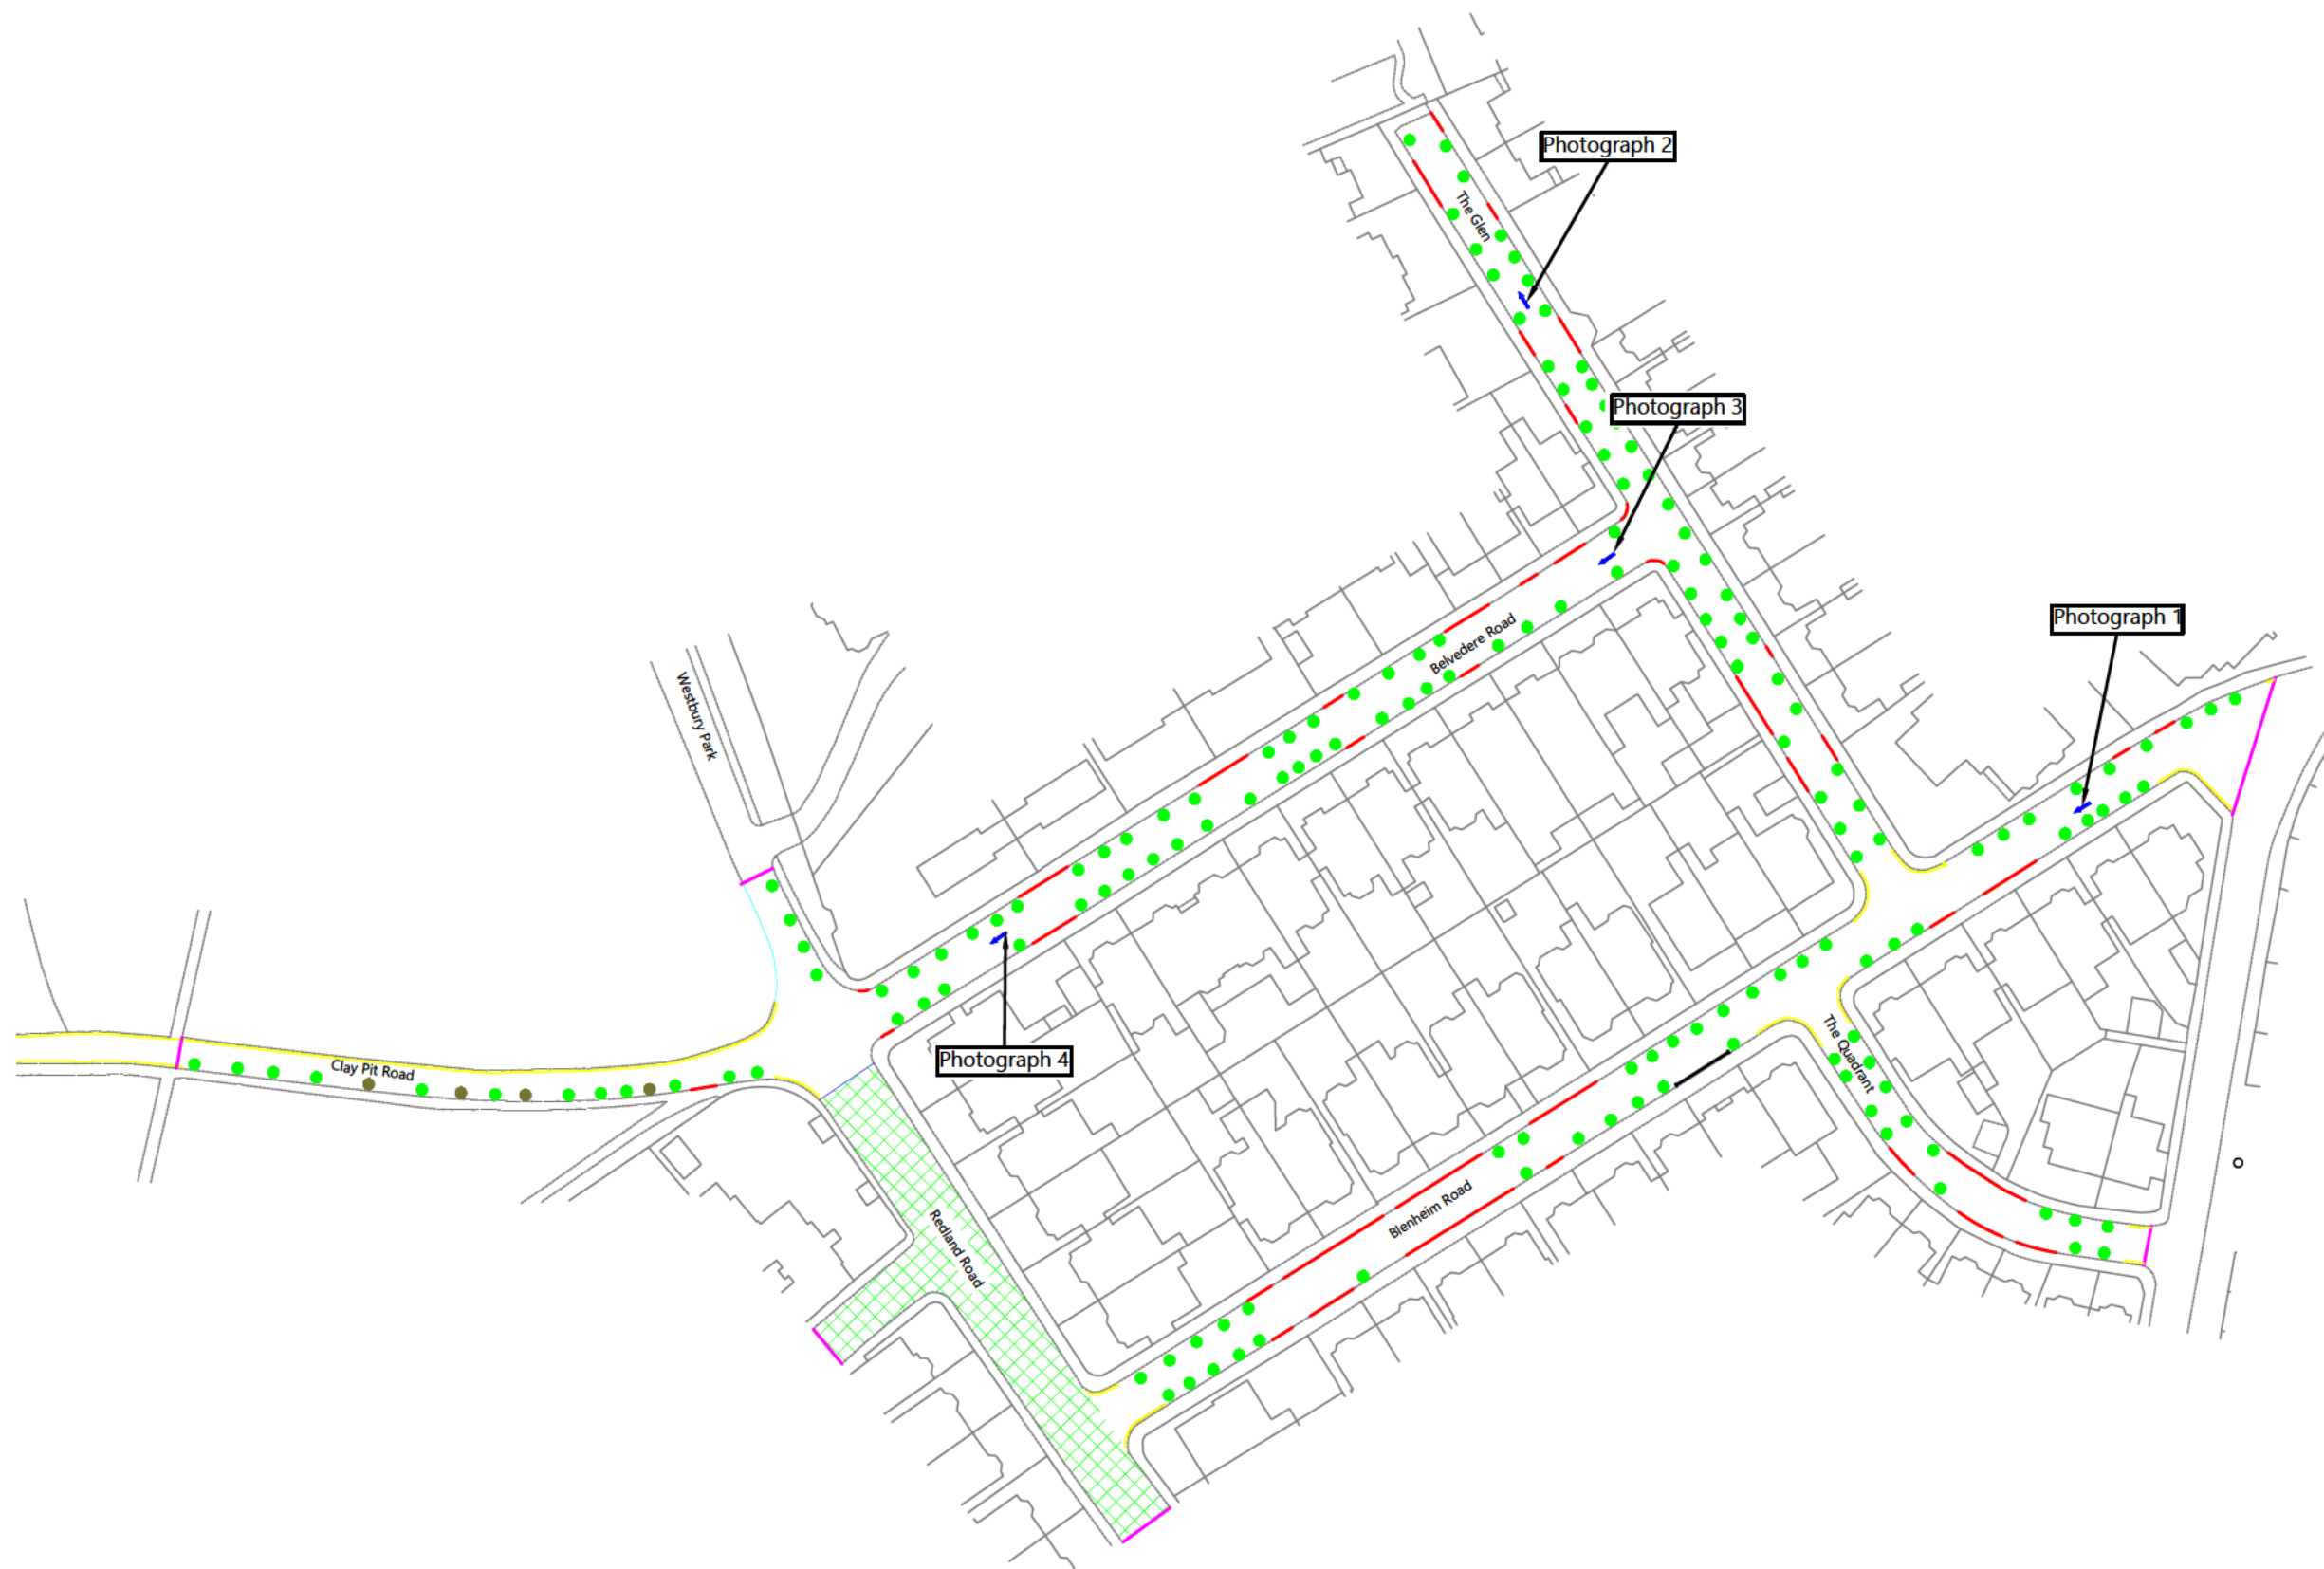 Photograph 2
The Glen
Photograph 3
Photograph 1
Belvedere Road
Westbury Park
Photograph 4
Clay Pit Road
The Quadrant
Blenheim Road
Redland Road